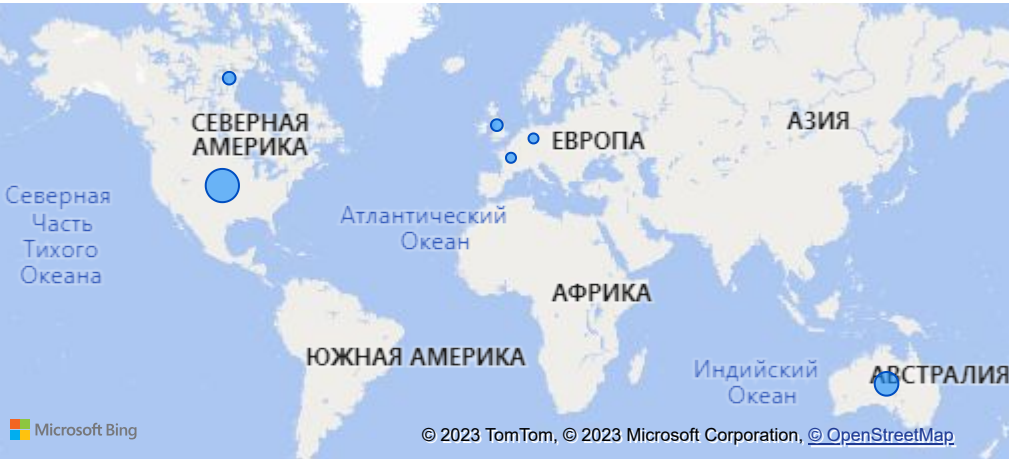 СЕВЕРНАЯ
АМЕРИКА
ЕВРОПА
АЗИЯ
Северная
Часть
Тихого
Океана
Атлантический
Океан
АФРИКА
ЮЖНАЯ АМЕРИКА
Индийский
Океан
АВСТРАЛИЯ
Microsoft Bing
© 2023 TomTom, © 2023 Microsoft Corporation, © OpenStreetMap